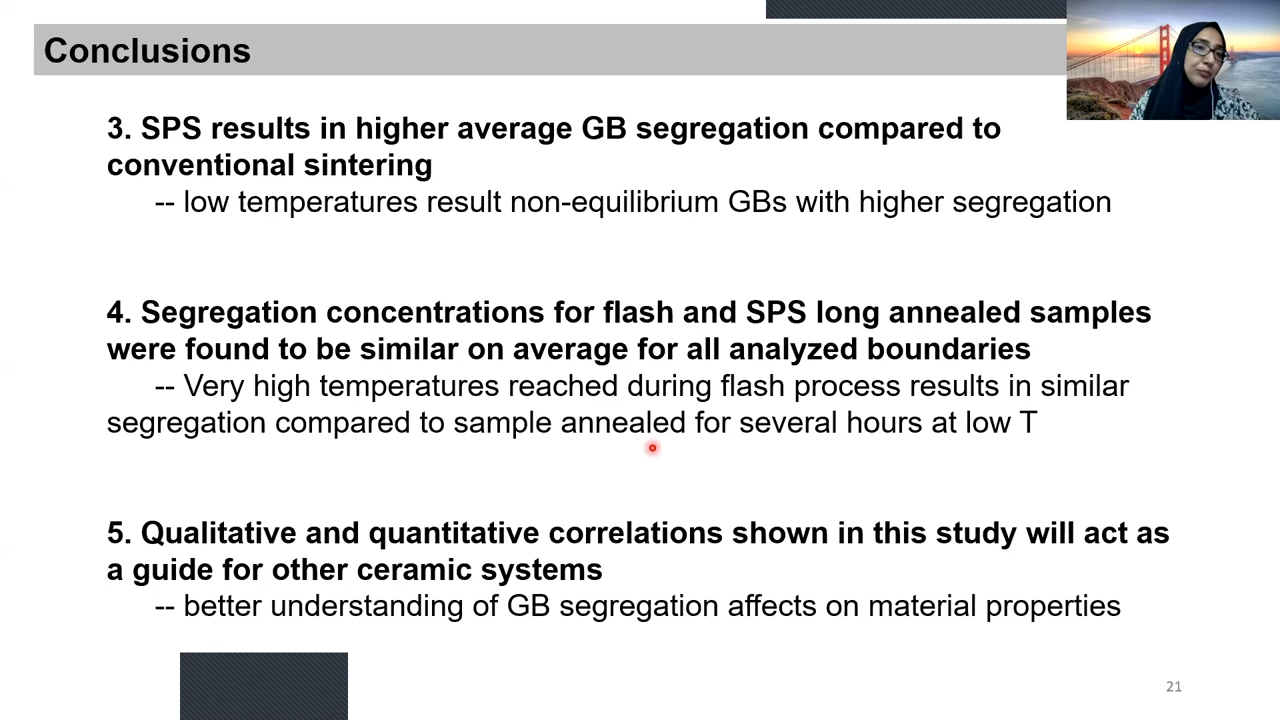 Conclusions
3. SPS results in higher average GB segregation compared to
conventional sintering
-- low temperatures result non-equilibrium GBs with higher segregation
4. Segregation concentrations for flash and SPS long annealed samples
were found to be similar on average for all analyzed boundaries
-- Very high temperatures reached during flash process results in similar
segregation compared to sample annealed for several hours at low T
5. Qualitative and quantitative correlations shown in this study will act as
a guide for other ceramic systems
-- better understanding of GB segregation affects on material properties
21